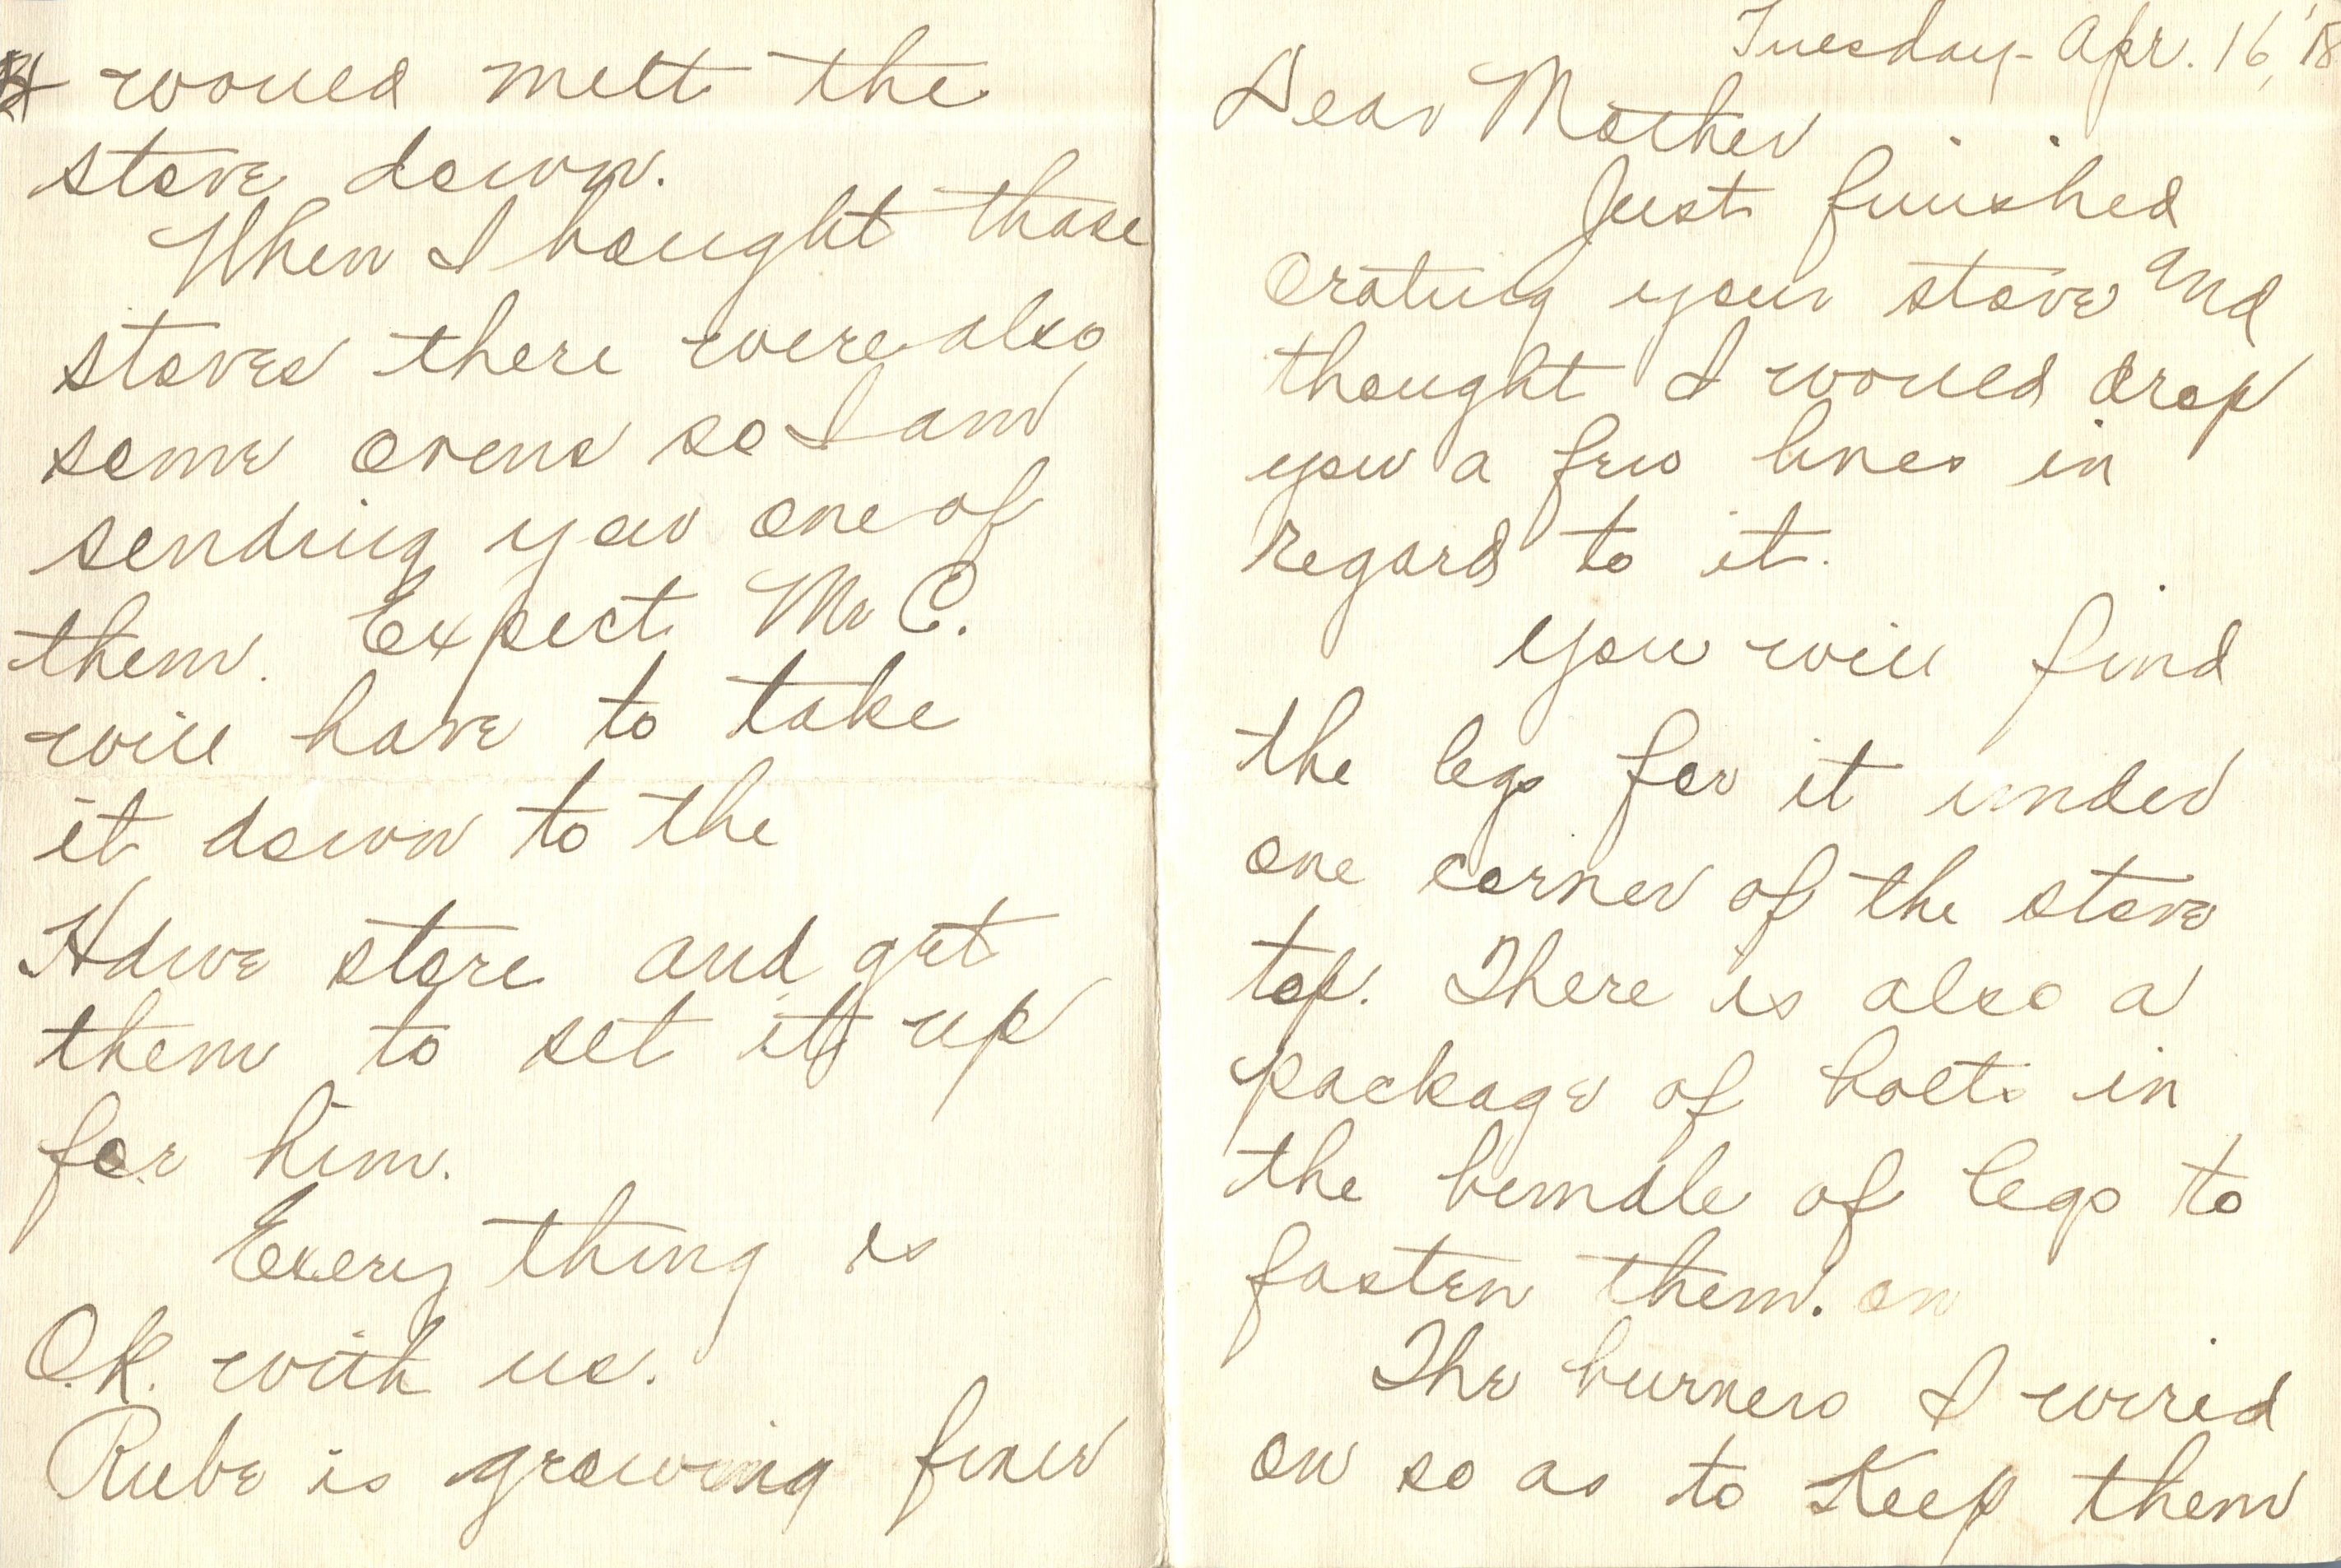 Tuesday - Apr. 16, '18
Dear Mother
Just finished
crating your stove and
thought I would drop
you a few lines in
regard to it.
You will find
the legs for it under
one corner of the stove
top. There is also a
package of bolts in
the bundle of legs to
fasten them. on
The burners I wired
on so as to Keep them
would melt the
stove down.
When I bought those
stoves there were also
some ovens so I am
sending you one of
them. Expect Mr C.
will have to take
it down to the
Hdwe store and get
them to set it up
for him.
Every thing is
O.K. with us.
Rube is growing finer